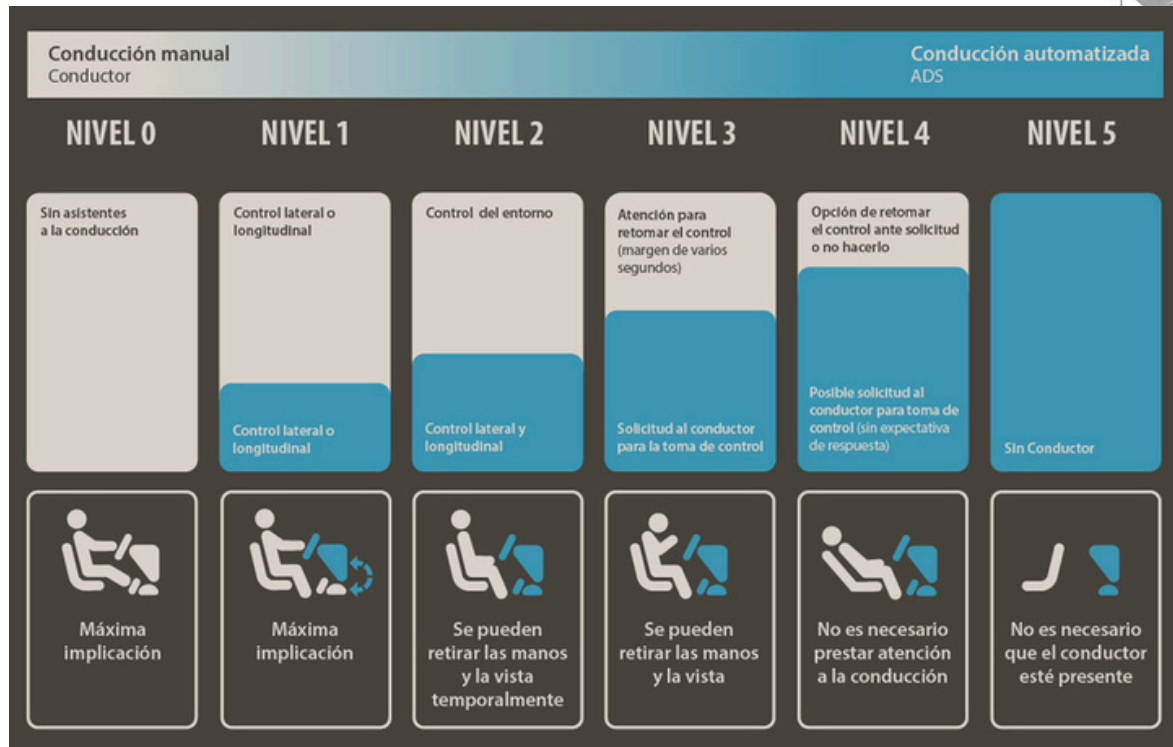 Conducción manual
Conductor
Conducción automatizada
ADS
NIVEL 0
NIVEL 1
NIVEL 2
NIVEL 3
NIVEL 4
NIVEL 5
Sin asistentes
a la conducción
Control lateral o
longitudinal
Control del entorno
Atención para
retomar el control
(margen de varios
segundos)
Opción de retomar
el control ante solicitud
o no hacerlo
Control lateral o
longitudinal
Control lateral y
longitudinal
Solicitud al conductor
para la toma de control
Posible solicitud al
conductor para toma de
control (sin expectativa
de respuesta)
Sin Conductor
Máxima
implicación
Máxima
implicación
Se pueden
retirar las manos
y la vista
temporalmente
Se pueden
retirar las manos
y la vista
No es necesario
prestar atención
a la conducción
No es necesario
que el conductor
esté presente